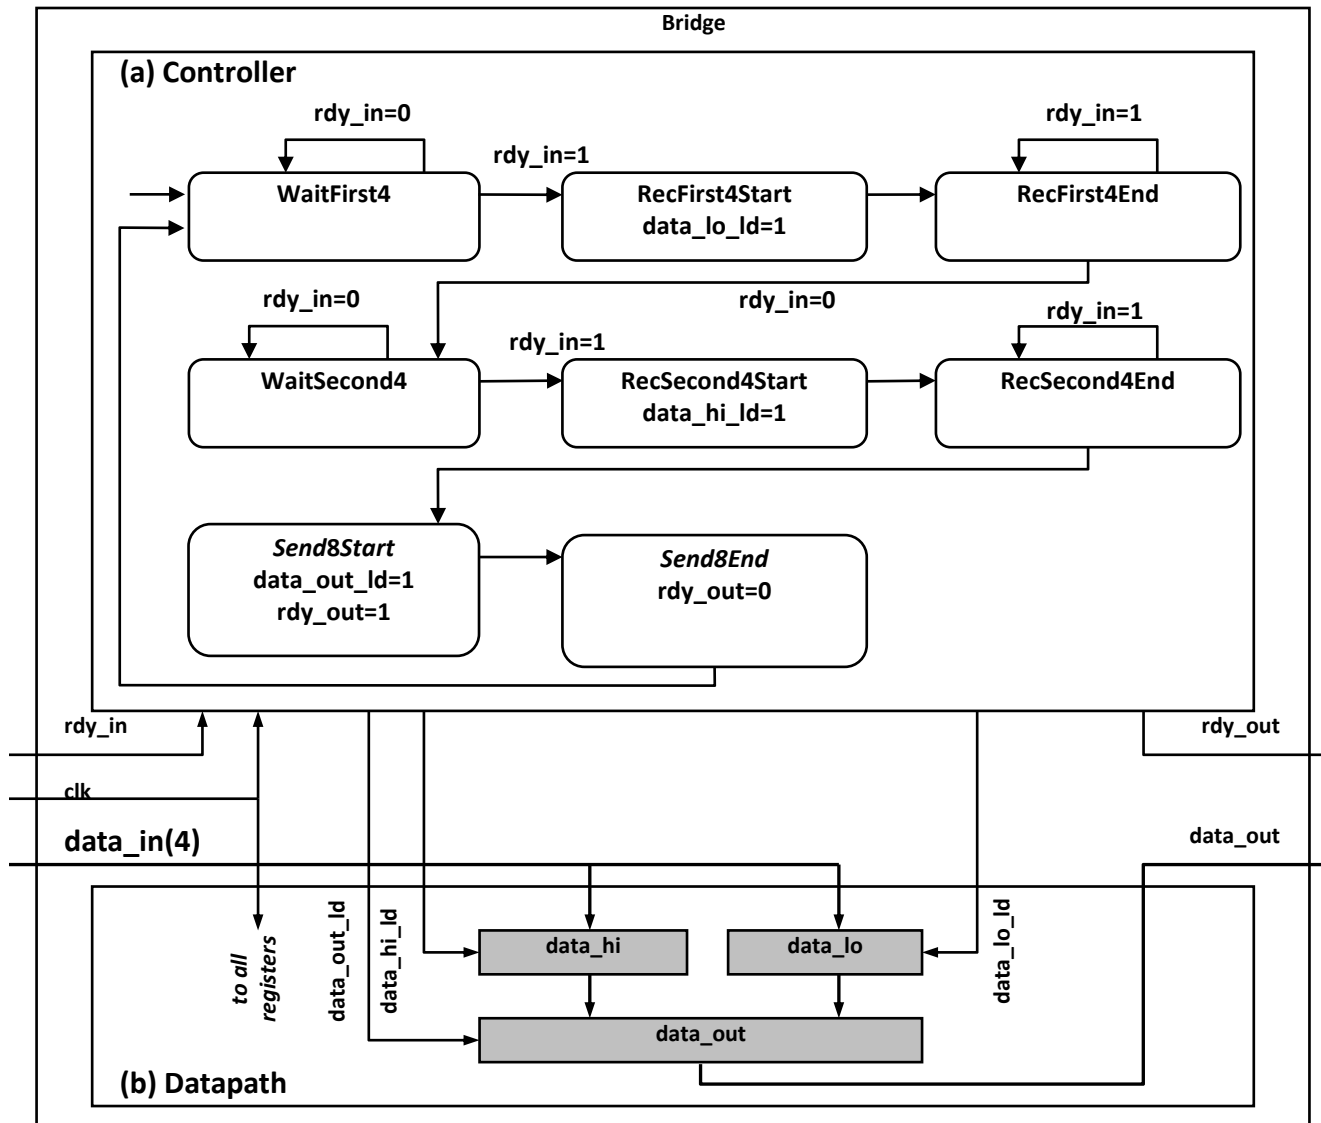 Bridge
(a) Controller
rdy_in=0
rdy_in=1
rdy_in=1
WaitFirst4
RecFirst4Start
data_lo_ld=1
RecFirst4End
rdy_in=0
rdy_in=0
rdy_in=1
rdy_in=1
WaitSecond4
RecSecond4Start
data_hi_ld=1
RecSecond4End
Send8Start
data_out_ld=1
rdy_out=1
Send8End
rdy_out=0
rdy_in
rdy_out
clk
data_in(4)
data_out
to all
registers
data_out_ld
data_hi_ld
data_hi
data_lo
data_lo_ld
data_out
(b) Datapath